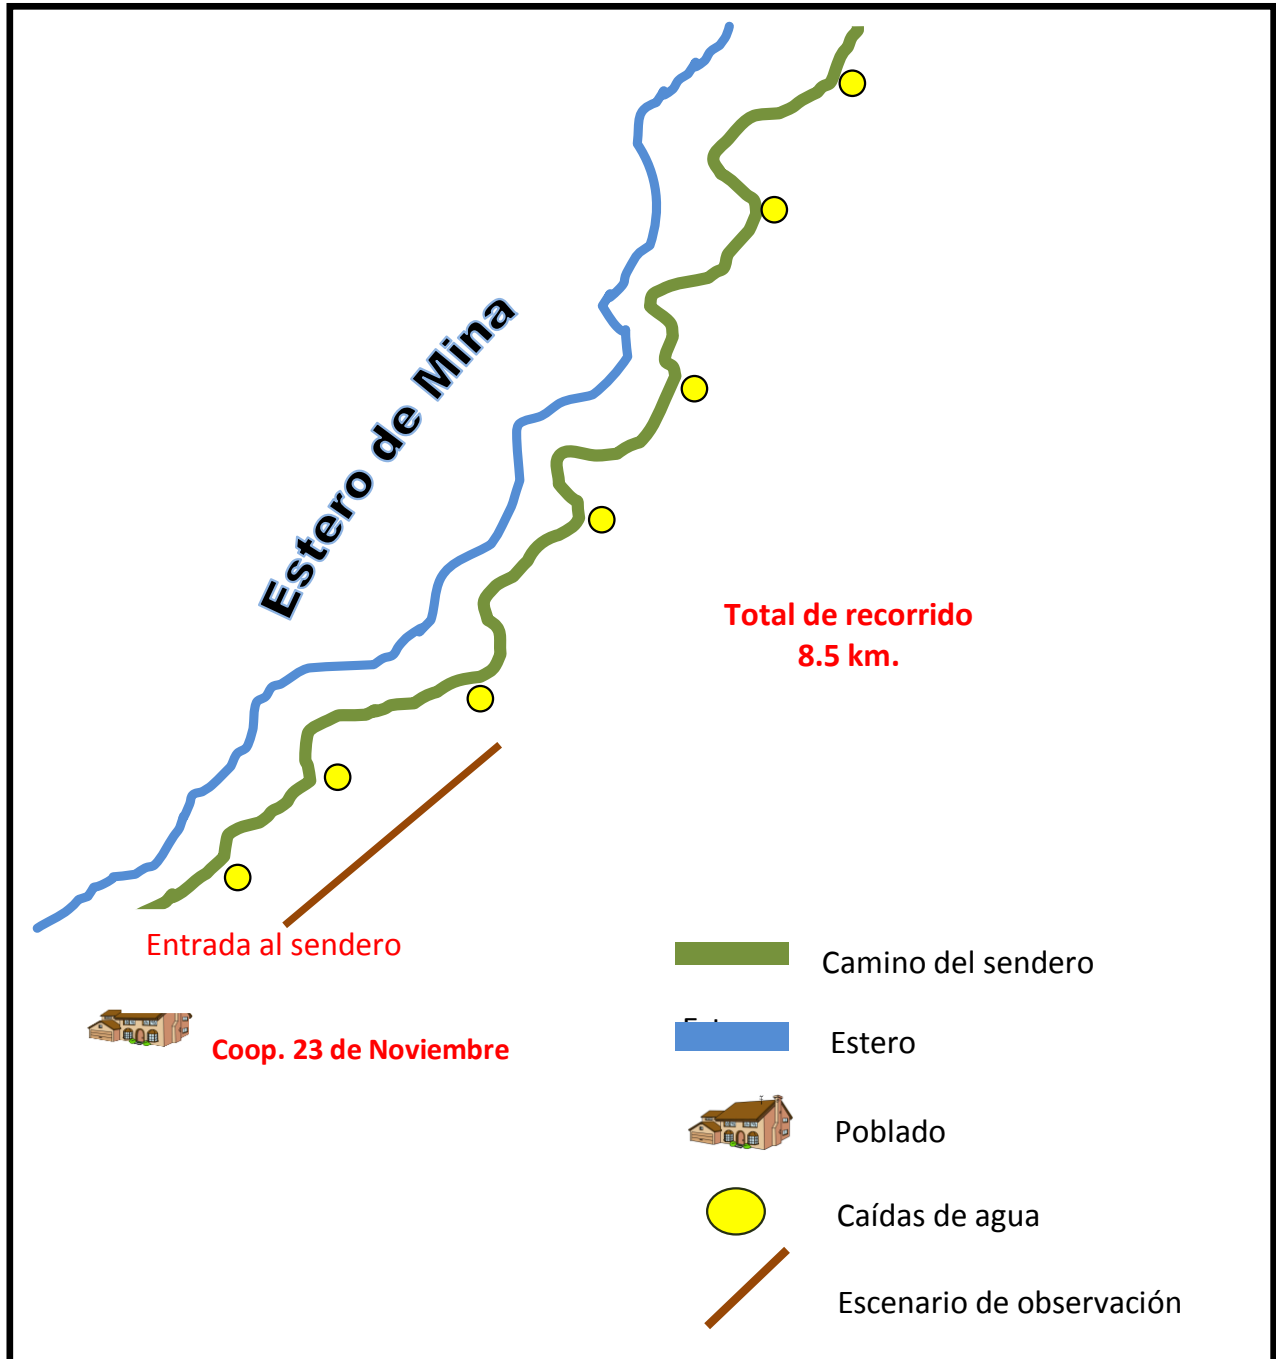 Estero de Mina
Total de recorrido
8.5 km.
Entrada al sendero
Coop. 23 de Noviembre
Camino del sendero
Estero
Poblado
Caídas de agua
Escenario de observación